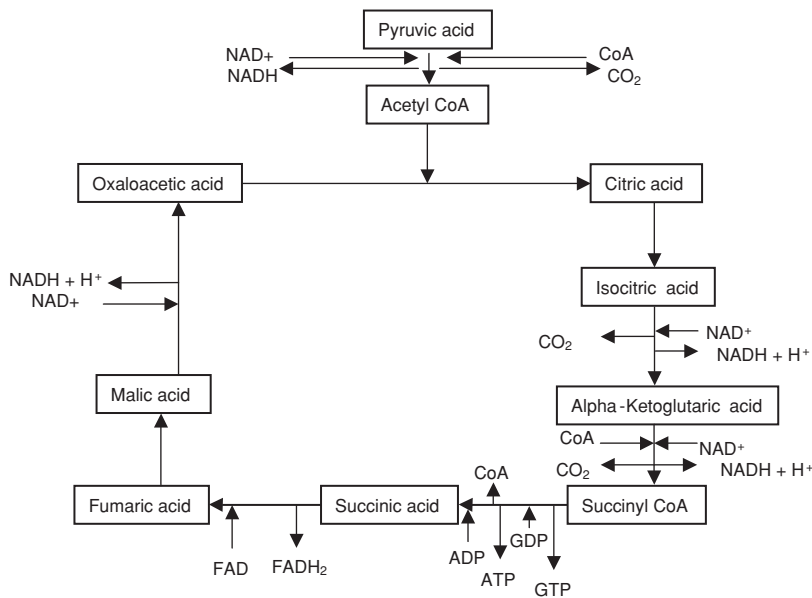 Pyruvic acid
NAD+
CoA
NADH
CO₂
Acetyl CoA
Oxaloacetic acid
Citric acid
NADH + H⁺
NAD+
Isocitric acid
CO₂
NAD⁺
NADH + H⁺
Malic acid
Alpha-Ketoglutaric acid
CoA
NAD⁺
CO₂
NADH + H⁺
CoA
Fumaric acid
Succinic acid
Succinyl CoA
FAD
FADH₂
ADP
ATP
GDP
GTP